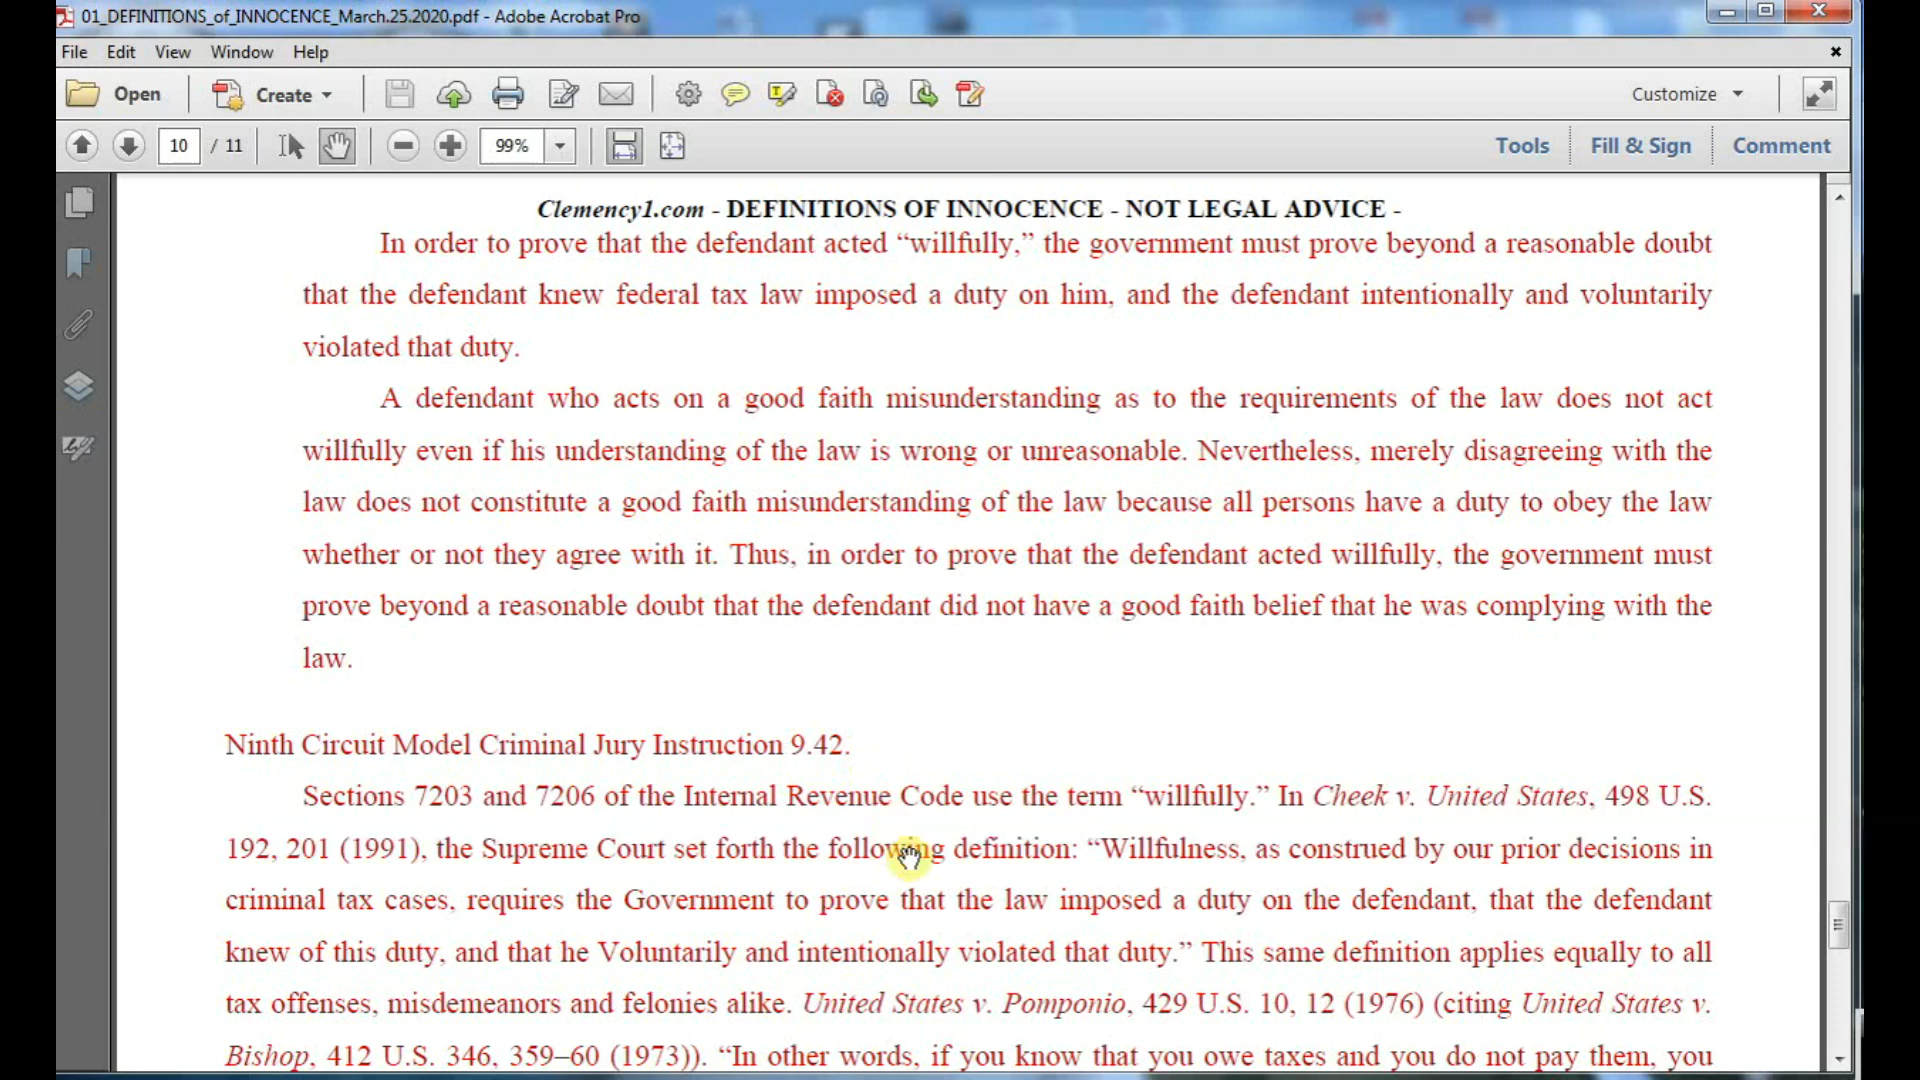 01_DEFINITIONS_of_INNOCENCE_March.25.2020.pdf - Adobe Acrobat Pro
File Edit View Window Help
Open Create Customize
10 / 11 99% Tools Fill & Sign Comment
Clemency1.com - DEFINITIONS OF INNOCENCE - NOT LEGAL ADVICE -
In order to prove that the defendant acted “willfully,” the government must prove beyond a reasonable doubt
that the defendant knew federal tax law imposed a duty on him, and the defendant intentionally and voluntarily
violated that duty.
A defendant who acts on a good faith misunderstanding as to the requirements of the law does not act
willfully even if his understanding of the law is wrong or unreasonable. Nevertheless, merely disagreeing with the
law does not constitute a good faith misunderstanding of the law because all persons have a duty to obey the law
whether or not they agree with it. Thus, in order to prove that the defendant acted willfully, the government must
prove beyond a reasonable doubt that the defendant did not have a good faith belief that he was complying with the
law.
Ninth Circuit Model Criminal Jury Instruction 9.42.
Sections 7203 and 7206 of the Internal Revenue Code use the term “willfully.” In Cheek v. United States, 498 U.S.
192, 201 (1991), the Supreme Court set forth the following definition: “Willfulness, as construed by our prior decisions in
criminal tax cases, requires the Government to prove that the law imposed a duty on the defendant, that the defendant
knew of this duty, and that he Voluntarily and intentionally violated that duty.” This same definition applies equally to all
tax offenses, misdemeanors and felonies alike. United States v. Pomponio, 429 U.S. 10, 12 (1976) (citing United States v.
Bishop, 412 U.S. 346, 359–60 (1973)). “In other words, if you know that you owe taxes and you do not pay them, you